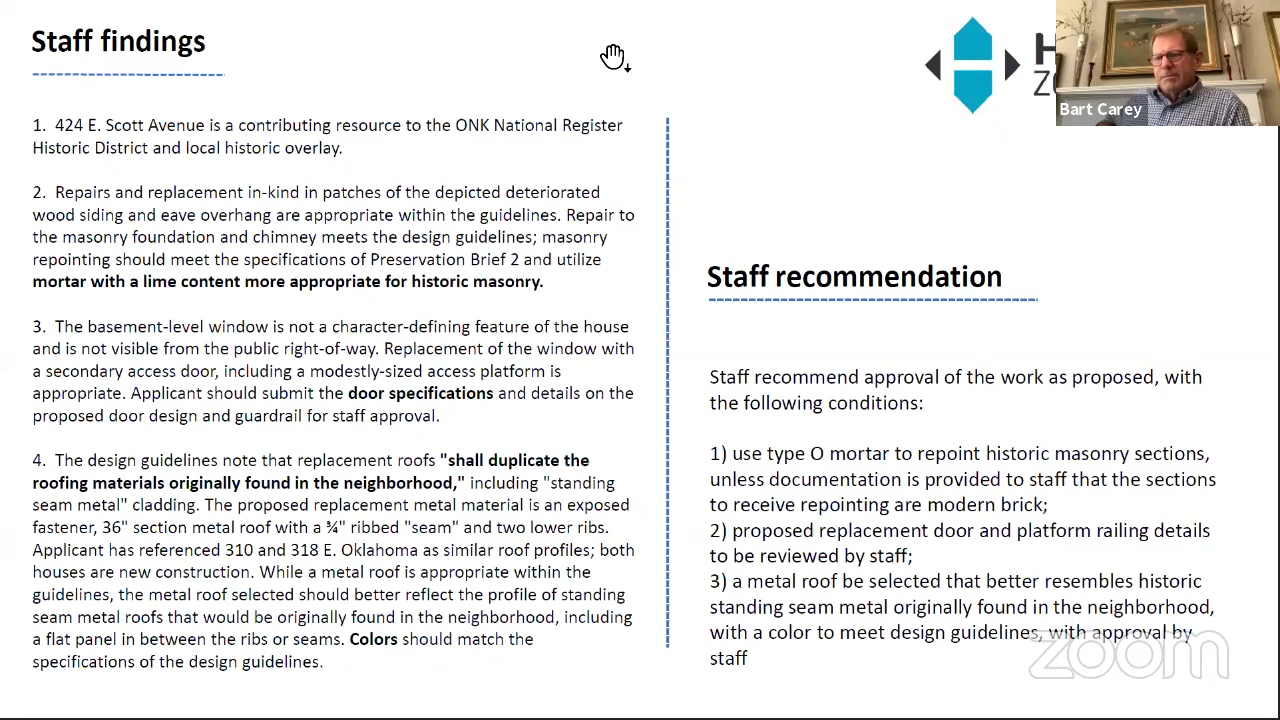 Staff findings
1. 424 E. Scott Avenue is a contributing resource to the ONK National Register
Historic District and local historic overlay.
2. Repairs and replacement in-kind in patches of the depicted deteriorated
wood siding and eave overhang are appropriate within the guidelines. Repair to
the masonry foundation and chimney meets the design guidelines; masonry
repointing should meet the specifications of Preservation Brief 2 and utilize
mortar with a lime content more appropriate for historic masonry.
3. The basement-level window is not a character-defining feature of the house
and is not visible from the public right-of-way. Replacement of the window with
a secondary access door, including a modestly-sized access platform is
appropriate. Applicant should submit the door specifications and details on the
proposed door design and guardrail for staff approval.
4. The design guidelines note that replacement roofs "shall duplicate the
roofing materials originally found in the neighborhood," including "standing
seam metal" cladding. The proposed replacement metal material is an exposed
fastener, 36" section metal roof with a ¾" ribbed "seam" and two lower ribs.
Applicant has referenced 310 and 318 E. Oklahoma as similar roof profiles; both
houses are new construction. While a metal roof is appropriate within the
guidelines, the metal roof selected should better reflect the profile of standing
seam metal roofs that would be originally found in the neighborhood, including
a flat panel in between the ribs or seams. Colors should match the
specifications of the design guidelines.
Bart Carey
Staff recommendation
Staff recommend approval of the work as proposed, with
the following conditions:
1) use type O mortar to repoint historic masonry sections,
unless documentation is provided to staff that the sections
to receive repointing are modern brick;
2) proposed replacement door and platform railing details
to be reviewed by staff;
3) a metal roof be selected that better resembles historic
standing seam metal originally found in the neighborhood,
with a color to meet design guidelines, with approval by
staff
zoom